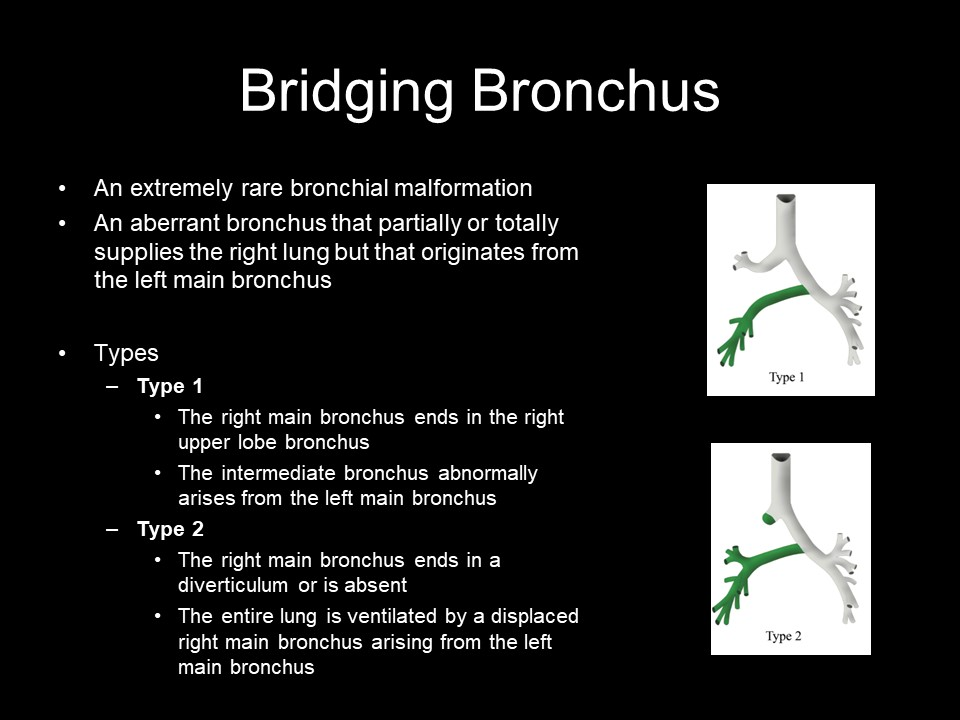 Bridging Bronchus
• An extremely rare bronchial malformation
• An aberrant bronchus that partially or totally
supplies the right lung but that originates from
the left main bronchus
• Types
– Type 1
• The right main bronchus ends in the right
upper lobe bronchus
• The intermediate bronchus abnormally
arises from the left main bronchus
– Type 2
• The right main bronchus ends in a
diverticulum or is absent
• The entire lung is ventilated by a displaced
right main bronchus arising from the left
main bronchus
Type 1
Type 2